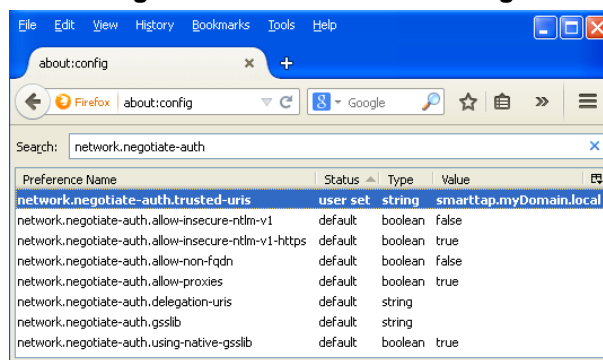 File Edit View History Bookmarks Tools Help
about:config
Firefox about:config Google
Search: network.negotiate-auth
Preference Name Status Type Value
network.negotiate-auth.trusted-uris user set string smarttap.myDomain.local
network.negotiate-auth.allow-insecure-ntlm-v1 default boolean false
network.negotiate-auth.allow-insecure-ntlm-v1-https default boolean true
network.negotiate-auth.allow-non-fqdn default boolean false
network.negotiate-auth.allow-proxies default boolean true
network.negotiate-auth.delegation-uris default string
network.negotiate-auth.gsslib default string
network.negotiate-auth.using-native-gsslib default boolean true